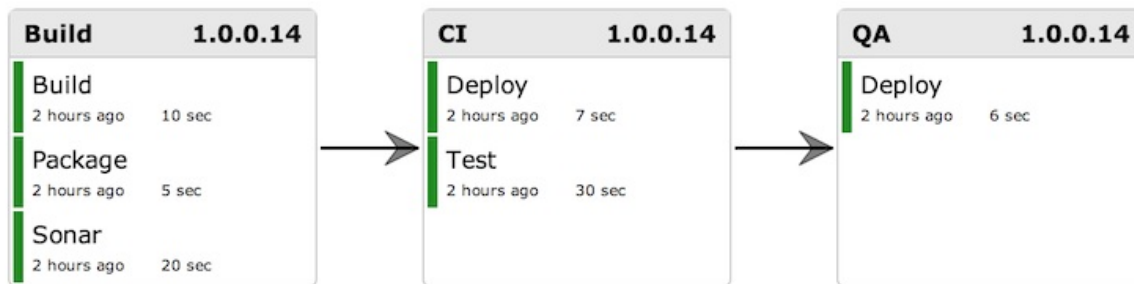 Build 1.0.0.14
Build
2 hours ago 10 sec
Package
2 hours ago 5 sec
Sonar
2 hours ago 20 sec
CI 1.0.0.14
Deploy
2 hours ago 7 sec
Test
2 hours ago 30 sec
QA 1.0.0.14
Deploy
2 hours ago 6 sec